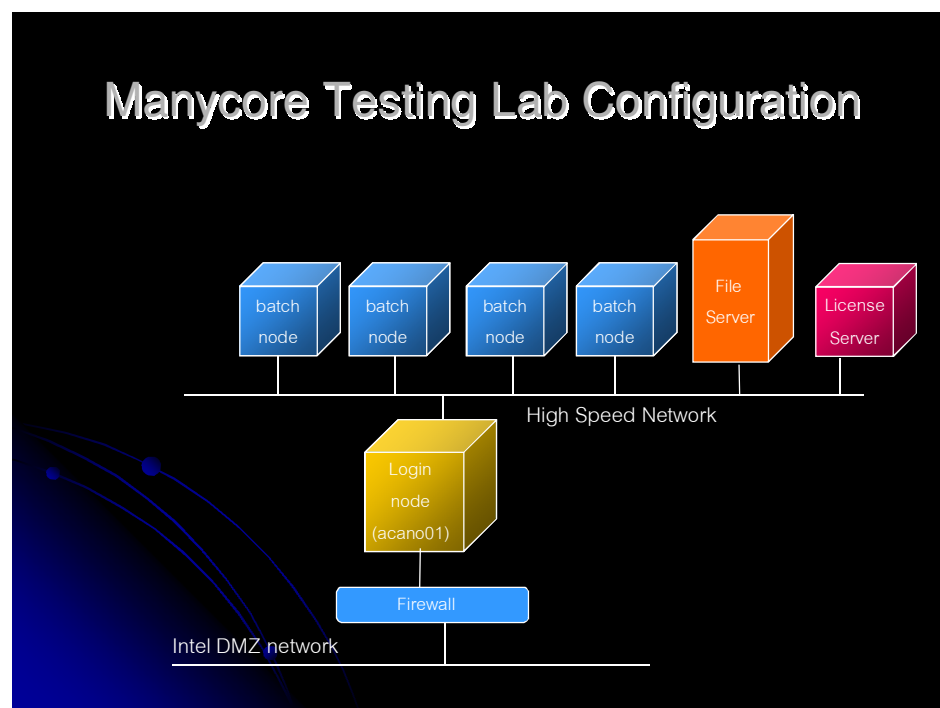 Manycore Testing Lab Configuration
batch
node
batch
node
batch
node
batch
node
File
Server
License
Server
High Speed Network
Login
node
(acano01)
Firewall
Intel DMZ network